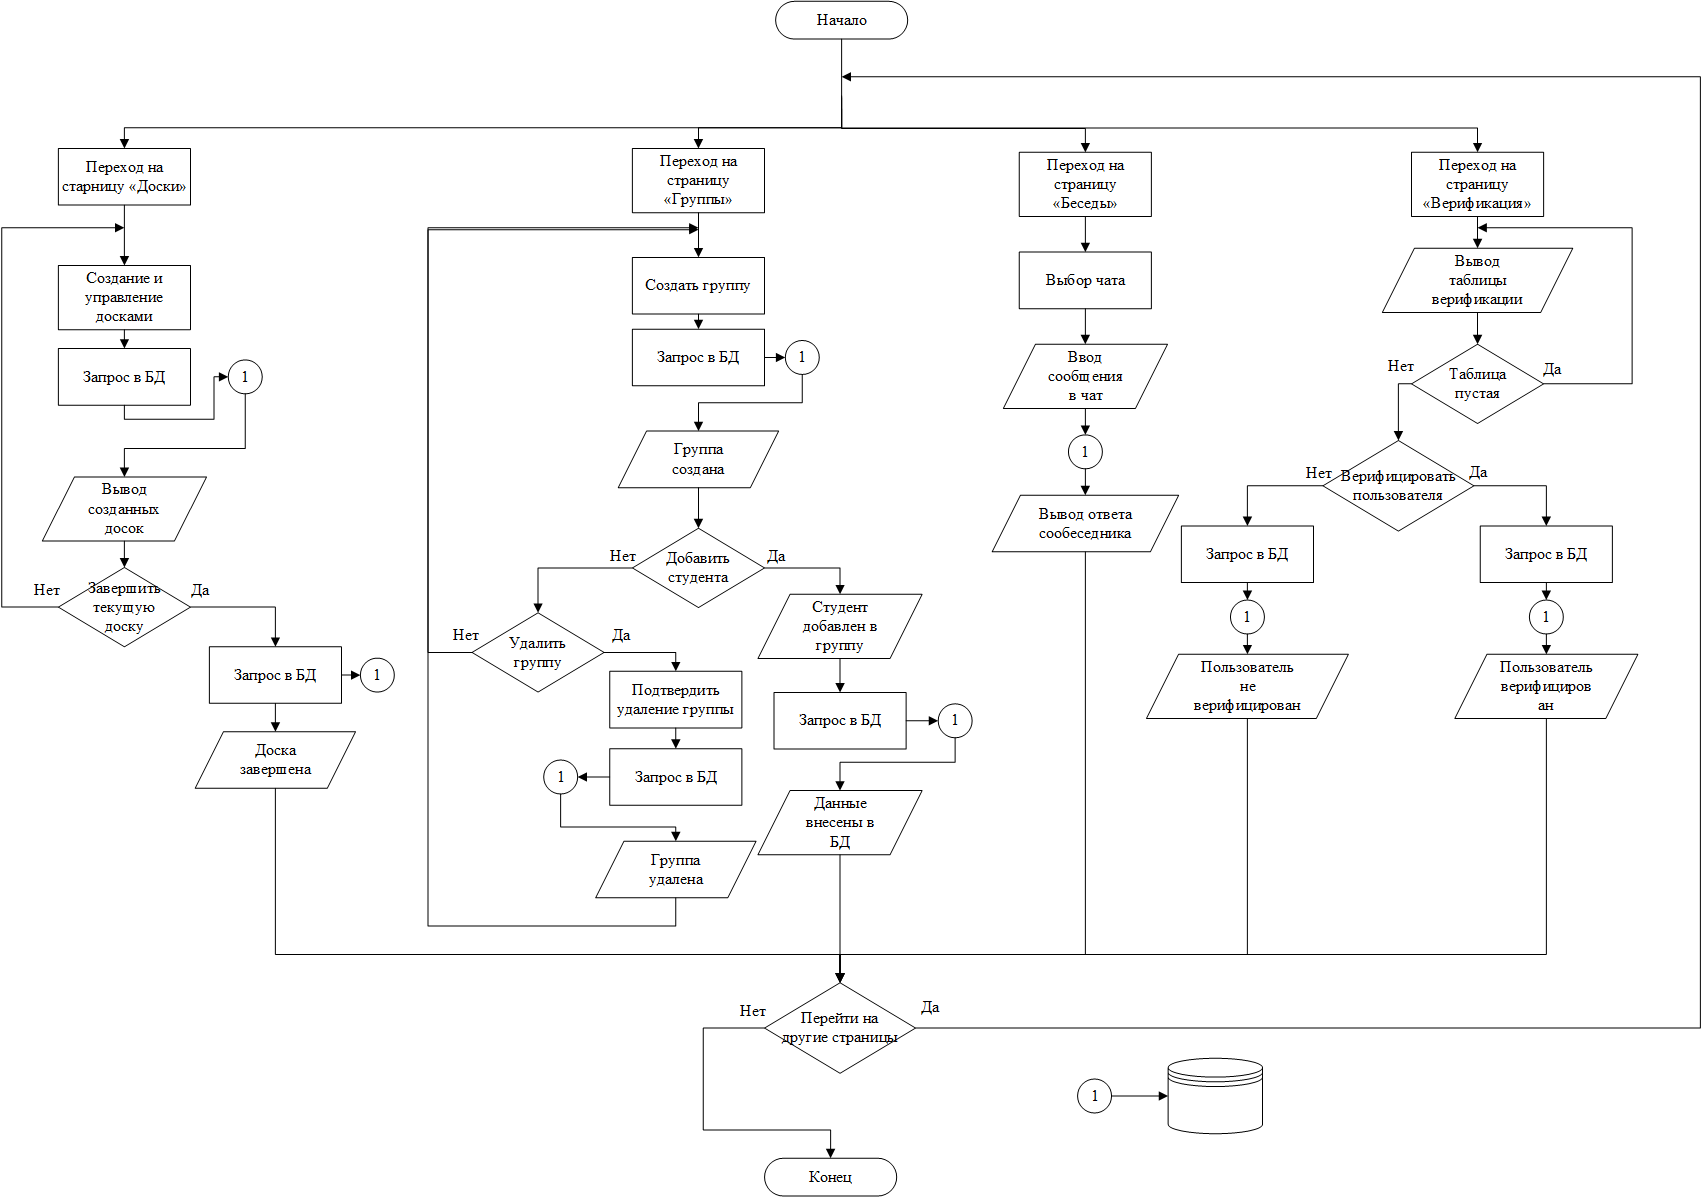 Начало
Переход на
старницу «Доски»
Создание и
управление
досками
Запрос в БД
1
Вывод
созданных
досок
Нет
Завершить
текущую
доску
Да
Запрос в БД
1
Доска
завершена
Переход на
страницу
«Группы»
Создать группу
Запрос в БД
1
Группа
создана
Нет
Добавить
студента
Да
Нет
Удалить
группу
Да
Подтвердить
удаление группы
Запрос в БД
1
Группа
удалена
Студент
добавлен в
группу
Запрос в БД
1
Данные
внесены в
БД
Переход на
страницу
«Беседы»
Выбор чата
Ввод
сообщения
в чат
1
Вывод ответа
сообеседника
Переход на
страницу
«Верификация»
Вывод
таблицы
верификации
Нет
Таблица
пустая
Да
Нет
Верифицировать
пользователя
Да
Запрос в БД
1
Пользователь
не
верифицирован
Запрос в БД
1
Пользователь
верифициров
ан
Нет
Перейти на
другие страницы
Да
1
Конец